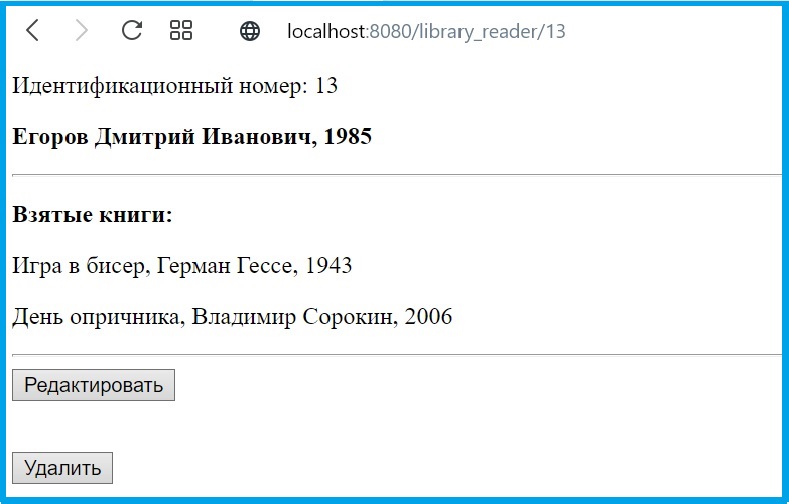 localhost:8080/library_reader/13
Идентификационный номер: 13
Егоров Дмитрий Иванович, 1985
Взятые книги:
Игра в бисер, Герман Гессе, 1943
День опричника, Владимир Сорокин, 2006
Редактировать
Удалить